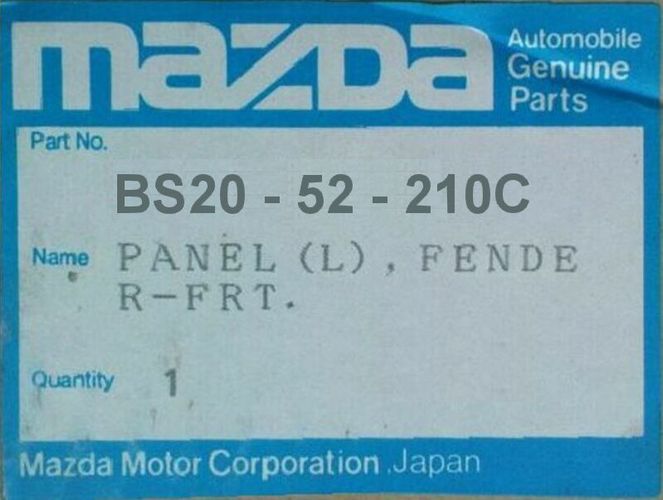 mazda
Automobile
Genuine
Parts
Part No.
BS20 - 52 - 210C
Name PANEL (L), FENDE
R-FRT.
Quantity 1
Mazda Motor Corporation .Japan